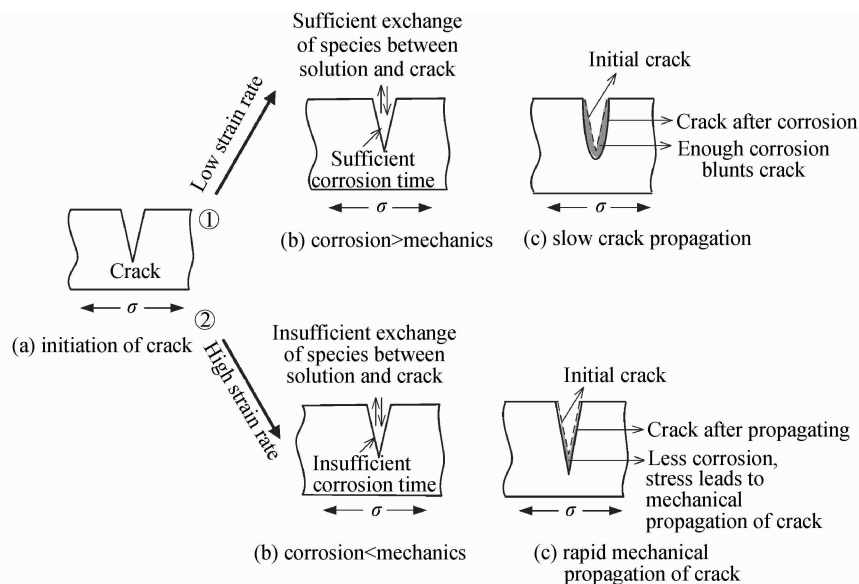 Sufficient exchange
of species between
solution and crack
Low strain rate
Sufficient
corrosion time
σ
(b) corrosion>mechanics
Initial crack
Crack after corrosion
Enough corrosion
blunts crack
σ
(c) slow crack propagation
①
Crack
σ
②
(a) initiation of crack
High strain rate
Insufficient exchange
of species between
solution and crack
Insufficient
corrosion time
σ
(b) corrosion<mechanics
Initial crack
Crack after propagating
Less corrosion,
stress leads to
mechanical
propagation of crack
σ
(c) rapid mechanical
propagation of crack